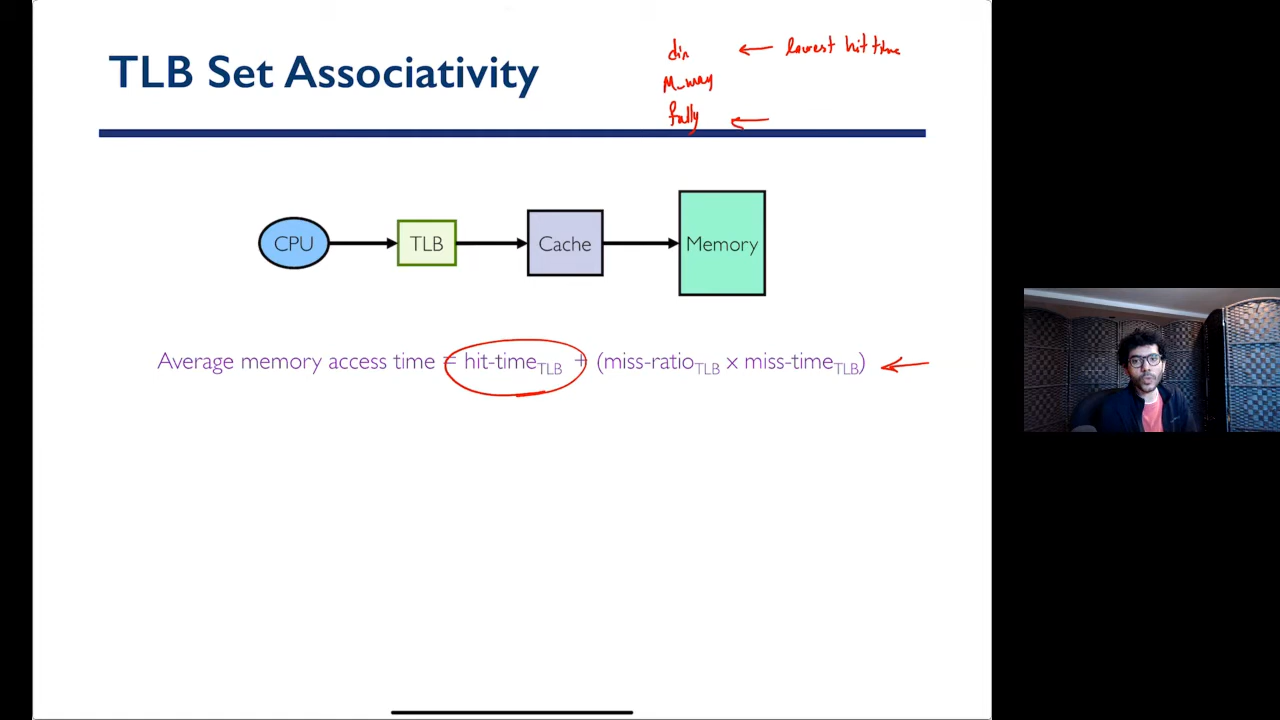 TLB Set Associativity
dir
M-way
fully
← lowest hit time
←
CPU
TLB
Cache
Memory
Average memory access time = hit-timeTLB + (miss-ratioTLB x miss-timeTLB) ←